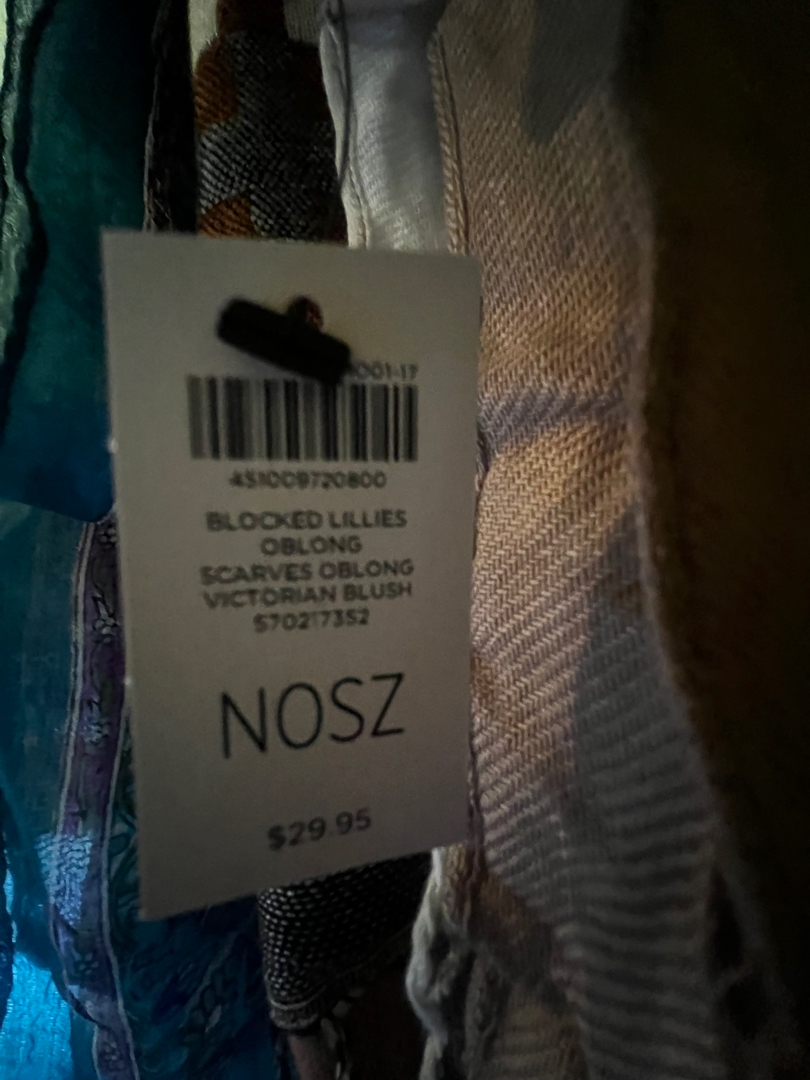 001-17
451009720800
BLOCKED LILLIES
OBLONG
SCARVES OBLONG
VICTORIAN BLUSH
570217352
NOSZ
$29.95